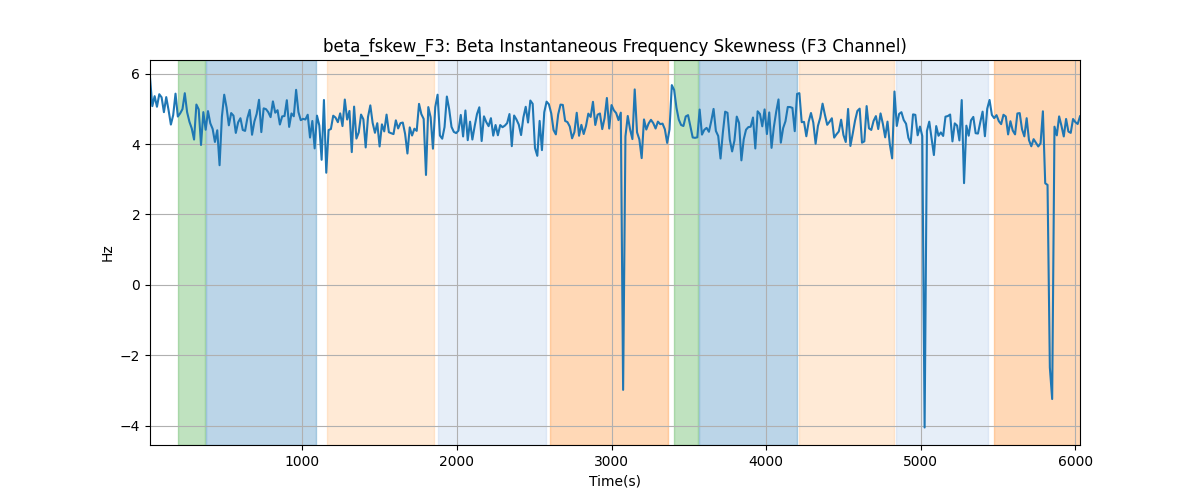 beta_fskew_F3: Beta Instantaneous Frequency Skewness (F3 Channel)
6
4
2
0
−2
−4
Hz
1000 2000 3000 4000 5000 6000
Time(s)